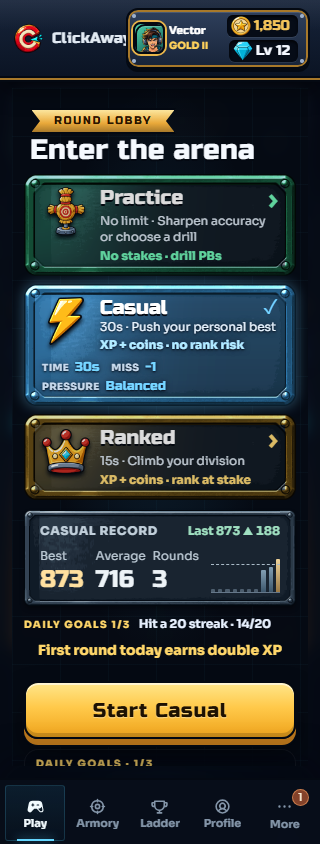 ClickAway
Vector
GOLD II
1,850
Lv 12
ROUND LOBBY
Enter the arena
Practice
No limit · Sharpen accuracy
or choose a drill
No stakes · drill PBs
Casual
30s · Push your personal best
XP + coins · no rank risk
TIME 30s MISS -1
PRESSURE Balanced
Ranked
15s · Climb your division
XP + coins · rank at stake
CASUAL RECORD Last 873 ▲ 188
Best Average Rounds
873 716 3
DAILY GOALS 1/3 Hit a 20 streak · 14/20
First round today earns double XP
Start Casual
DAILY GOALS · 1/3
Play Armory Ladder Profile More
1